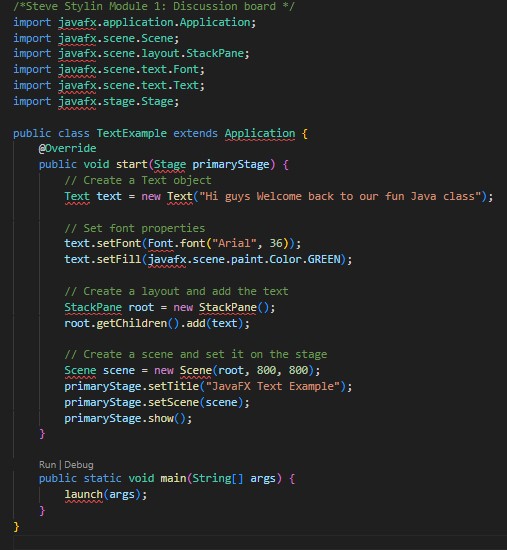 /*Steve Stylin Module 1: Discussion board */
import javafx.application.Application;
import javafx.scene.Scene;
import javafx.scene.layout.StackPane;
import javafx.scene.text.Font;
import javafx.scene.text.Text;
import javafx.stage.Stage;

public class TextExample extends Application {
    @Override
    public void start(Stage primaryStage) {
        // Create a Text object
        Text text = new Text("Hi guys Welcome back to our fun Java class");

        // Set font properties
        text.setFont(Font.font("Arial", 36));
        text.setFill(javafx.scene.paint.Color.GREEN);

        // Create a layout and add the text
        StackPane root = new StackPane();
        root.getChildren().add(text);

        // Create a scene and set it on the stage
        Scene scene = new Scene(root, 800, 800);
        primaryStage.setTitle("JavaFX Text Example");
        primaryStage.setScene(scene);
        primaryStage.show();
    }

    Run | Debug
    public static void main(String[] args) {
        launch(args);
    }
}